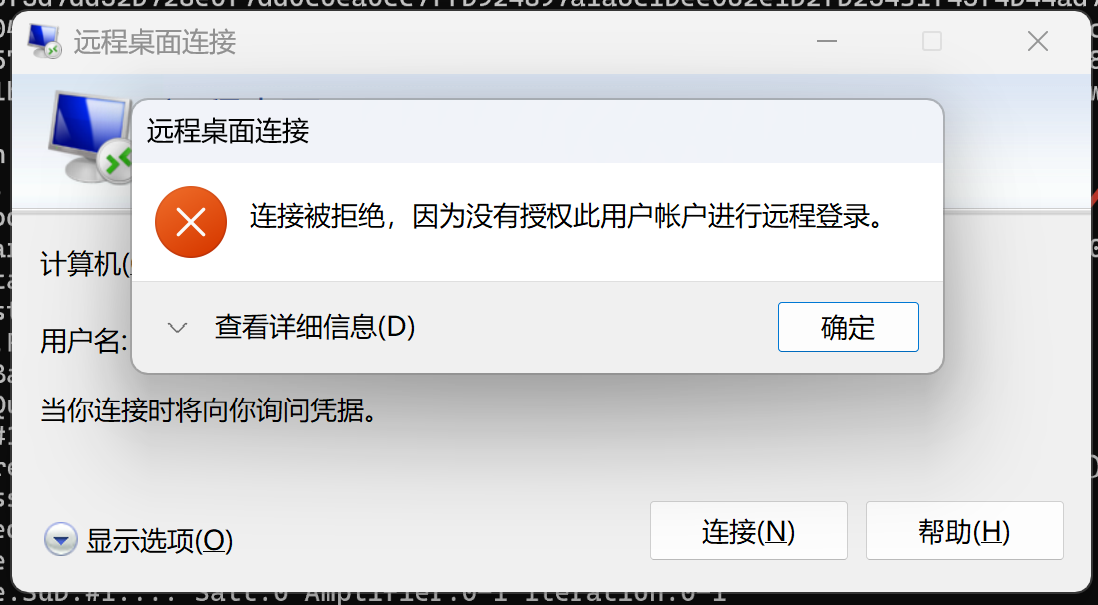 远程桌面连接
远程桌面连接
连接被拒绝，因为没有授权此用户帐户进行远程登录。
计算机(
查看详细信息(D)
确定
用户名:
当你连接时将向你询问凭据。
显示选项(O)
连接(N)
帮助(H)
Salt:0 Amplifier:0-1 Iteration:0-1